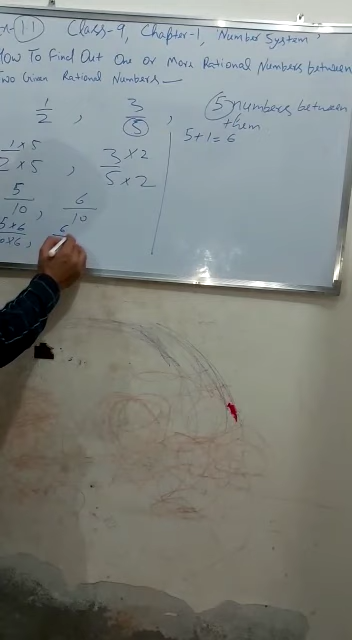 11 Class-9, Chapter-1, Number System,
How To Find Out One or More Rational Numbers between
Two Given Rational Numbers —
1/2 , 3/5 , 5 numbers between
them
5+1=6
1×5/2×5 , 3×2/5×2
5/10 , 6/10
5×6 , 6
×6